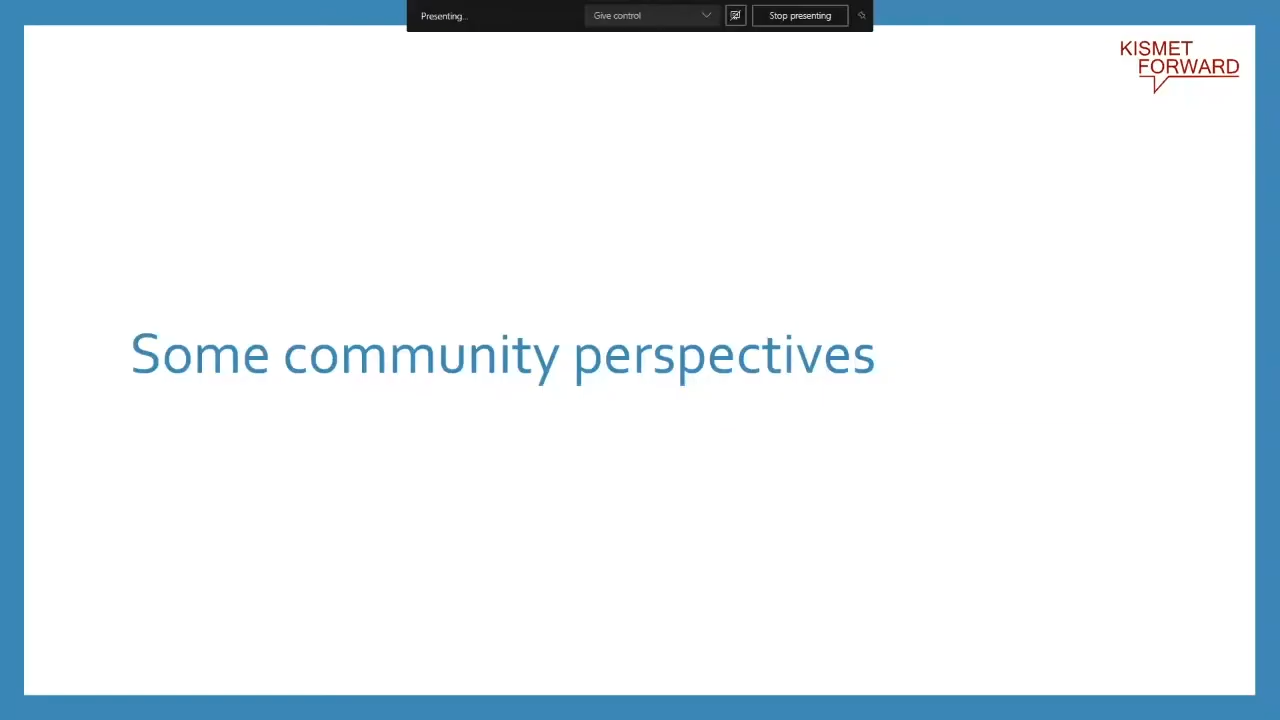 Presenting...
Give control
Stop presenting
KISMET
FORWARD
Some community perspectives